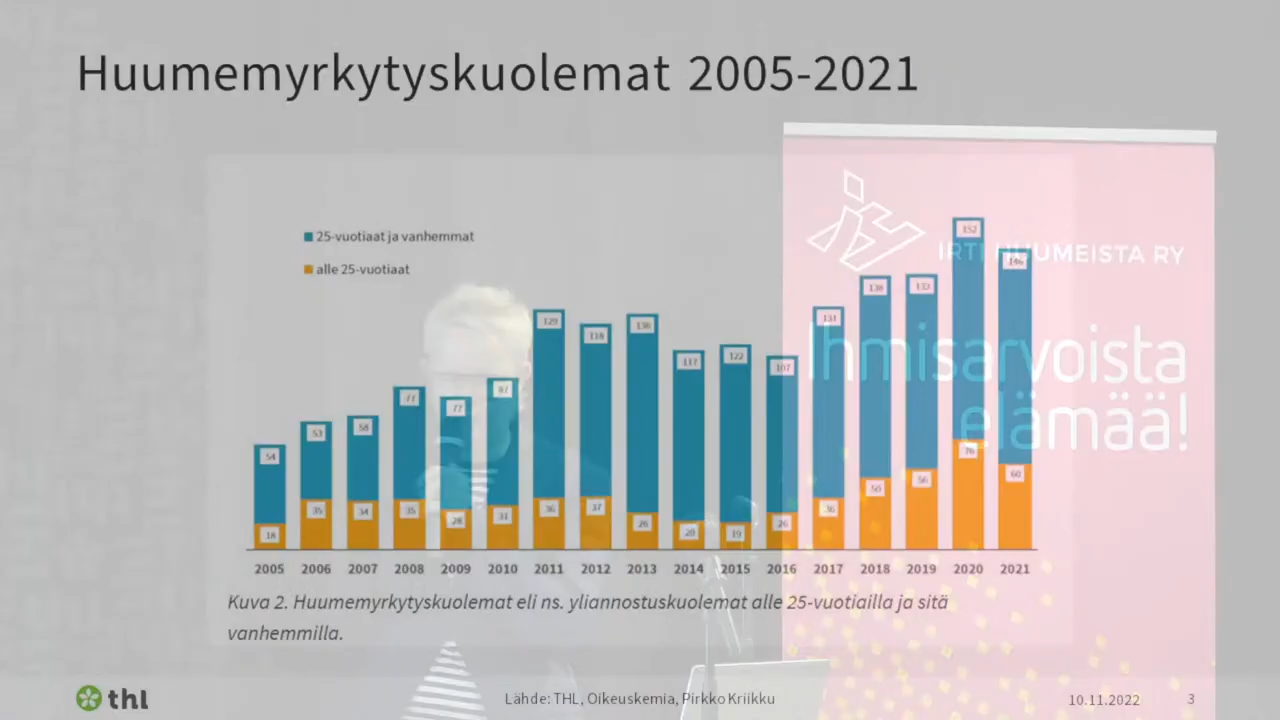 Huumemyrkytyskuolemat 2005-2021
25-vuotiaat ja vanhemmat
alle 25-vuotiaat
IRTI HUUMEISTA RY
Ihmisarvoista
elämää!
54 53 58 77 77 87 129 118 130 117 122 107 131 138 133 152 146
18 35 34 35 28 31 36 37 26 20 19 26 36 50 56 76 60
2005 2006 2007 2008 2009 2010 2011 2012 2013 2014 2015 2016 2017 2018 2019 2020 2021
Kuva 2. Huumemyrkytyskuolemat eli ns. yliannostuskuolemat alle 25-vuotiailla ja sitä
vanhemmilla.
thl
Lähde: THL, Oikeuskemia, Pirkko Kriikku
10.11.2022
3